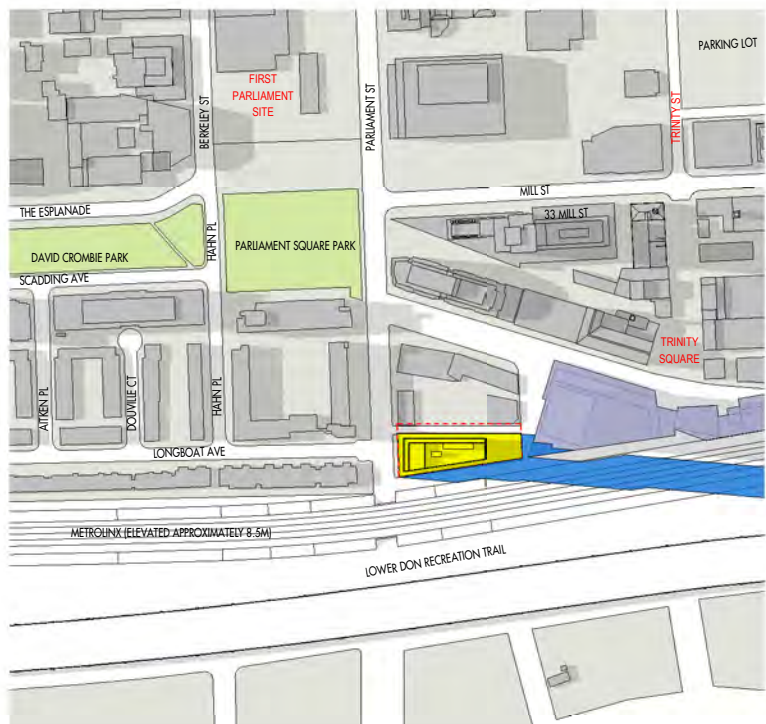 PARKING LOT
FIRST
PARLIAMENT
SITE
BERKELEY ST
PARLIAMENT ST
TRINITY ST
MILL ST
THE ESPLANADE
33 MILL ST
HAHN PL
PARLIAMENT SQUARE PARK
DAVID CROMBIE PARK
SCADDING AVE
TRINITY
SQUARE
AITKEN PL
DOUVILLE CT
HAHN PL
LONGBOAT AVE
METROLINX (ELEVATED APPROXIMATELY 8.5M)
LOWER DON RECREATION TRAIL